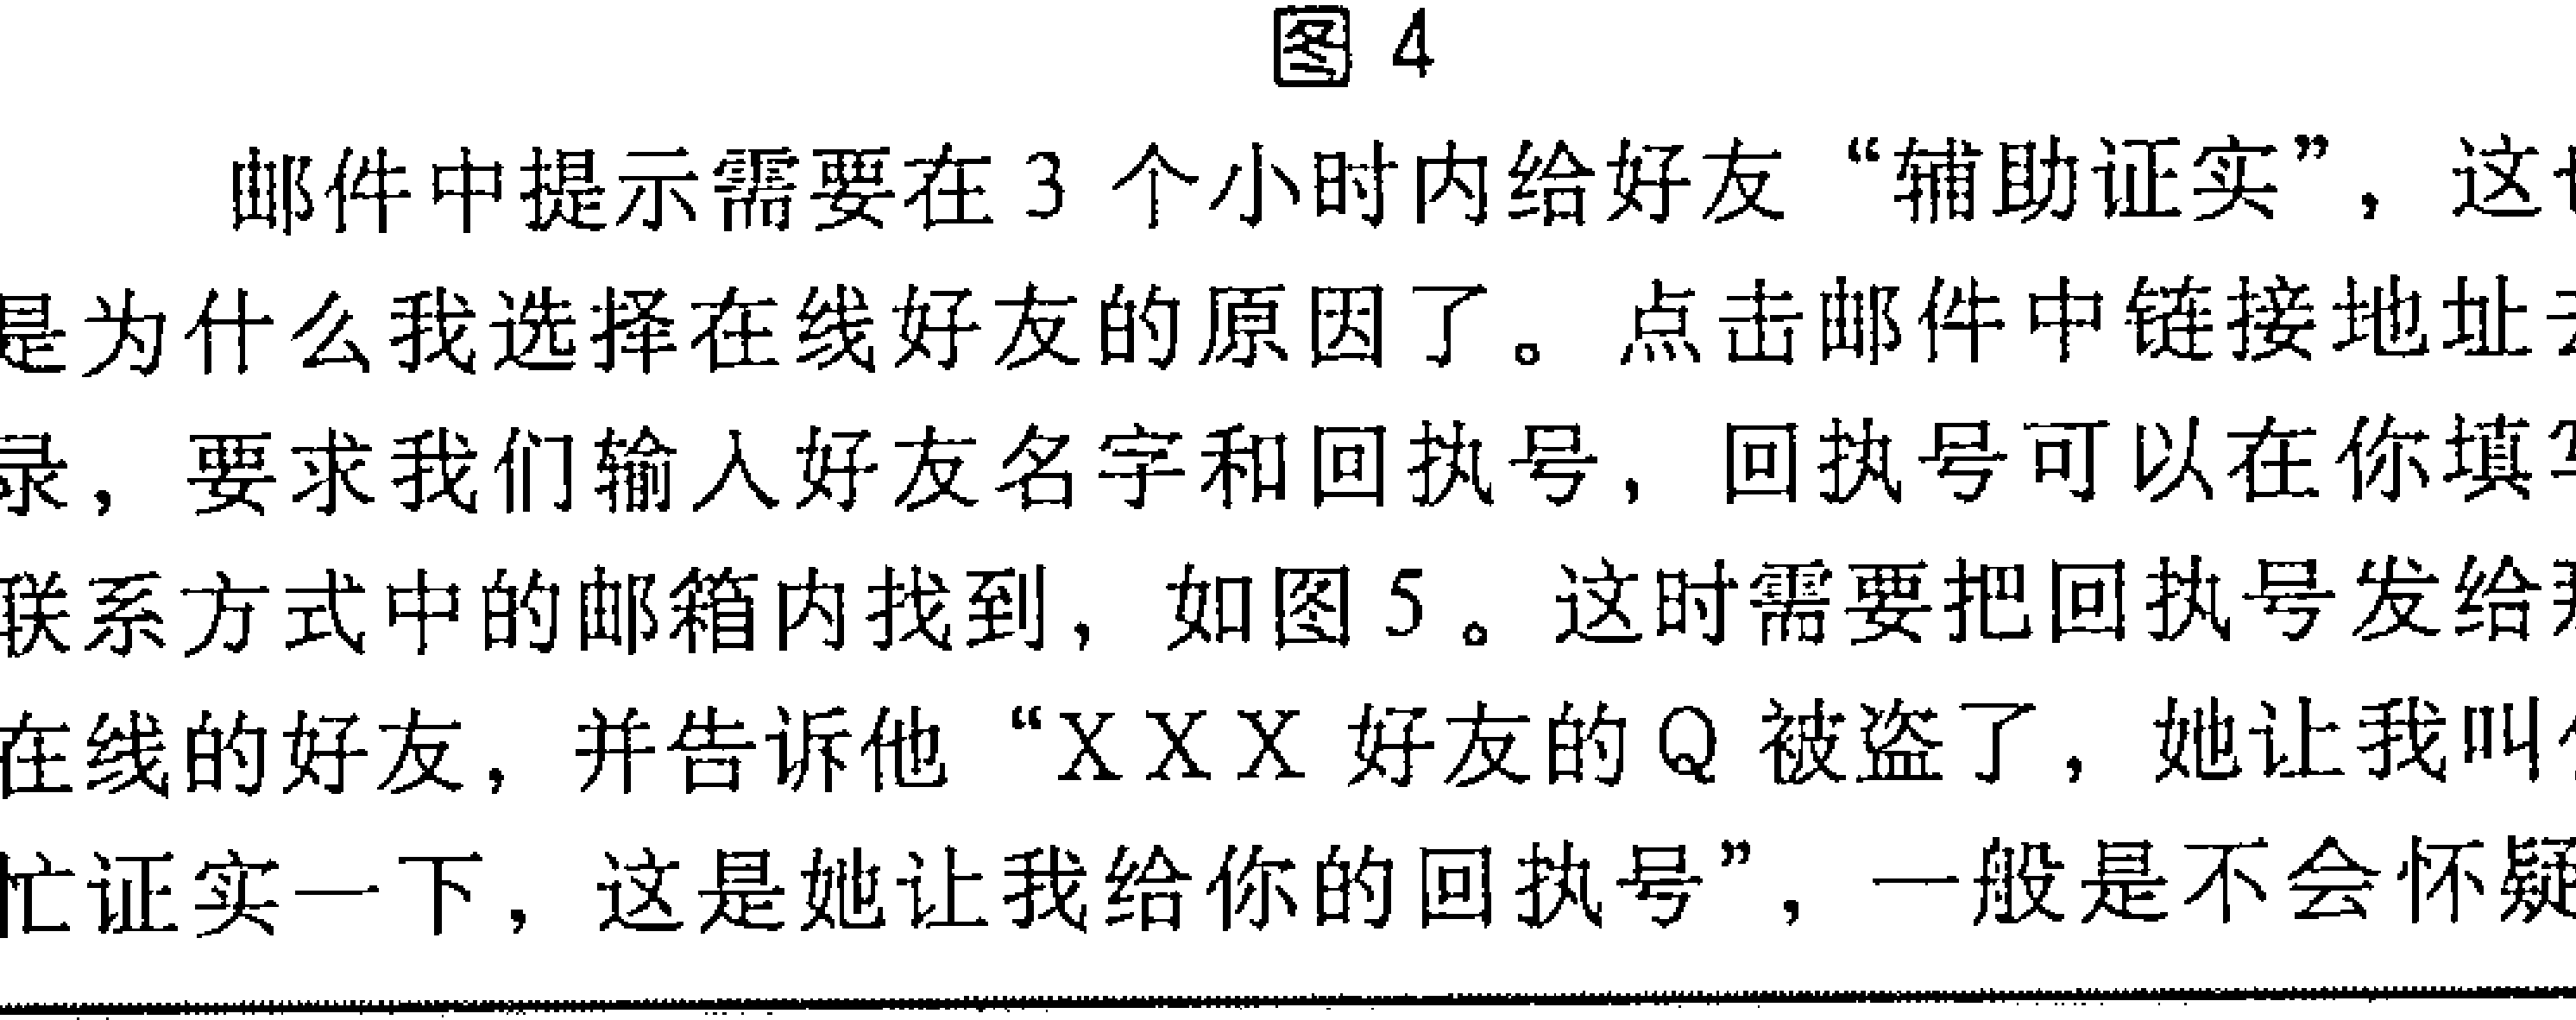 图 4
邮件中提示需要在 3 个小时内给好友“辅助证实”，这也
是为什么我选择在线好友的原因了。点击邮件中链接地址
录，要求我们输入好友名字和回执号，回执号可以在你填写
联系方式中的邮箱内找到，如图 5。这时需要把回执号发给
在线的好友，并告诉他“XXX 好友的 Q 被盗了，她让我叫
忙证实一下，这是她让我给你的回执号”，一般是不会怀疑